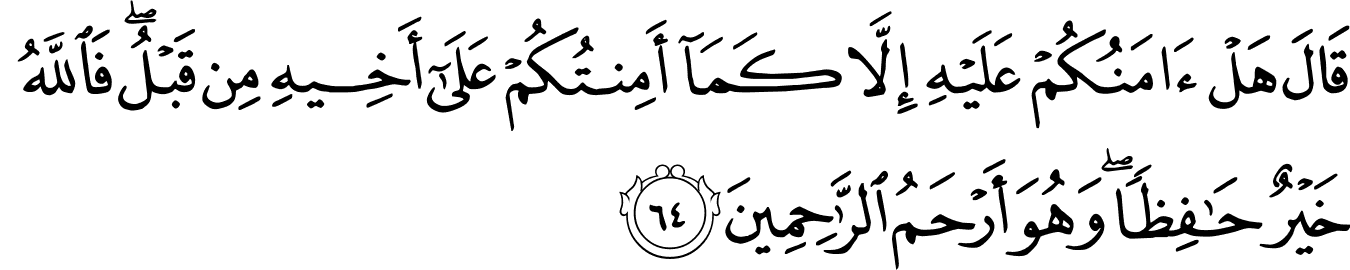 قَالَ هَلْ ءَامَنُكُمْ عَلَيْهِ إِلَّا كَمَآ أَمِنتُكُمْ عَلَىٰٓ أَخِيهِ مِن قَبْلُ ۖ فَٱللَّهُ
خَيْرٌ حَـٰفِظًا ۖ وَهُوَ أَرْحَمُ ٱلرَّٰحِمِينَ ٦٤